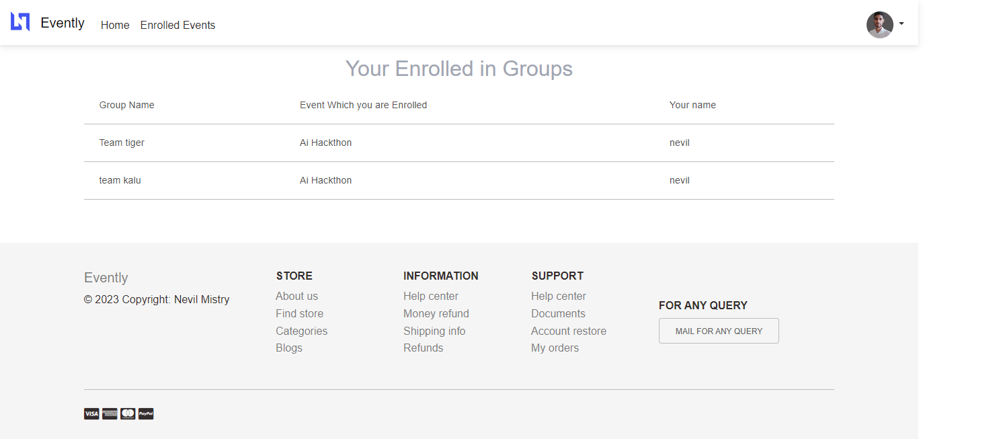 Evently Home Enrolled Events
Your Enrolled in Groups
Group Name Event Which you are Enrolled Your name
Team tiger Ai Hackthon nevil
team kalu Ai Hackthon nevil
Evently
© 2023 Copyright: Nevil Mistry
STORE
About us
Find store
Categories
Blogs
INFORMATION
Help center
Money refund
Shipping info
Refunds
SUPPORT
Help center
Documents
Account restore
My orders
FOR ANY QUERY
MAIL FOR ANY QUERY
VISA PayPal